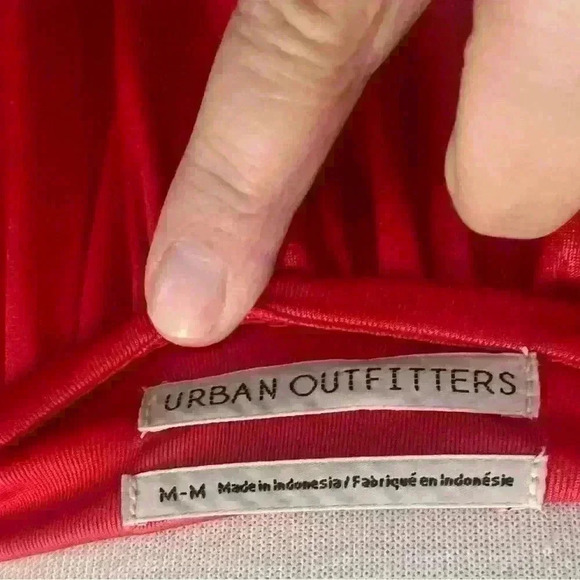 URBAN OUTFITTERS
M-M Made in Indonesia / Fabriqué en Indonésie